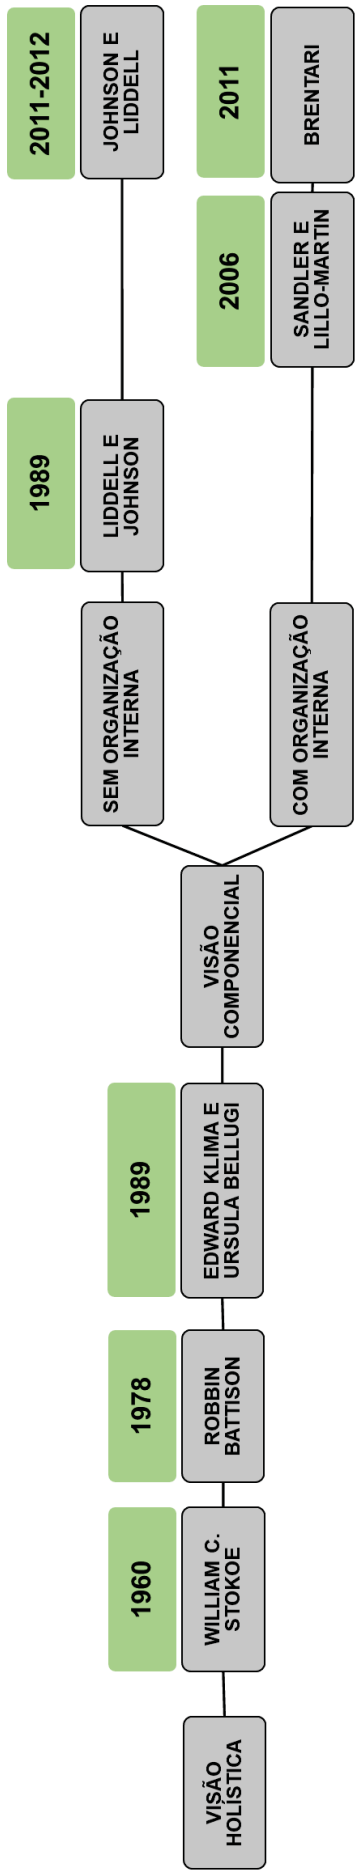 VISÃO
HOLÍSTICA
1960
WILLIAM C.
STOKOE
1978
ROBBIN
BATTISON
1989
EDWARD KLIMA E
URSULA BELLUGI
VISÃO
COMPONENCIAL
SEM ORGANIZAÇÃO
INTERNA
1989
LIDDELL E
JOHNSON
2011-2012
JOHNSON E
LIDDELL
COM ORGANIZAÇÃO
INTERNA
2006
SANDLER E
LILLO-MARTIN
2011
BRENTARI